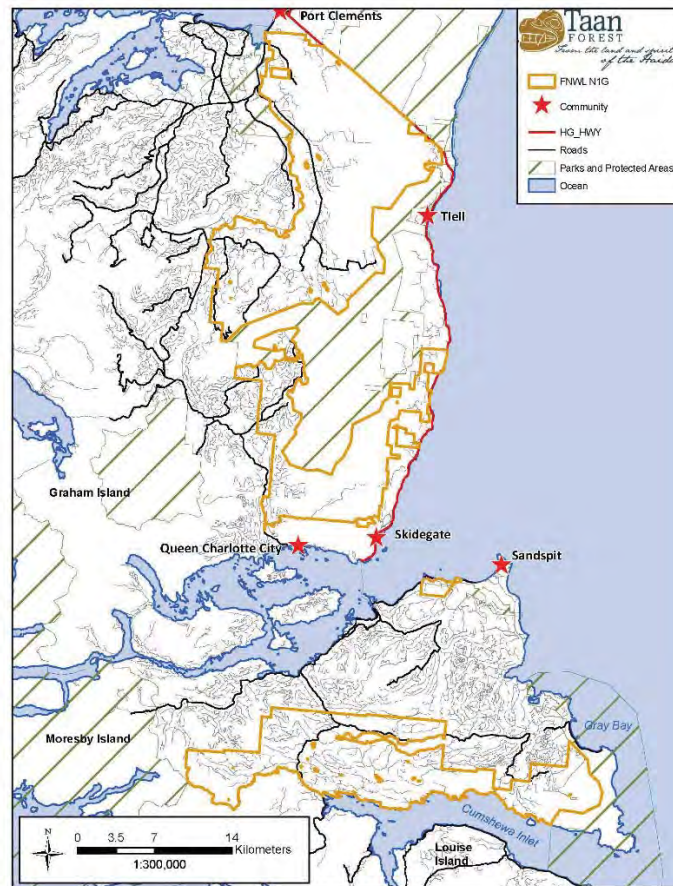 Port Clements
Taan
FOREST
From the land and spirit
of the Haida
FNWL N1G
Community
HG_HWY
Roads
Parks and Protected Areas
Ocean
Tlell
Graham Island
Queen Charlotte City
Skidegate
Sandspit
Moresby Island
Gray Bay
Cumshewa Inlet
Louise
Island
N
0 3.5 7 14
Kilometers
1:300,000